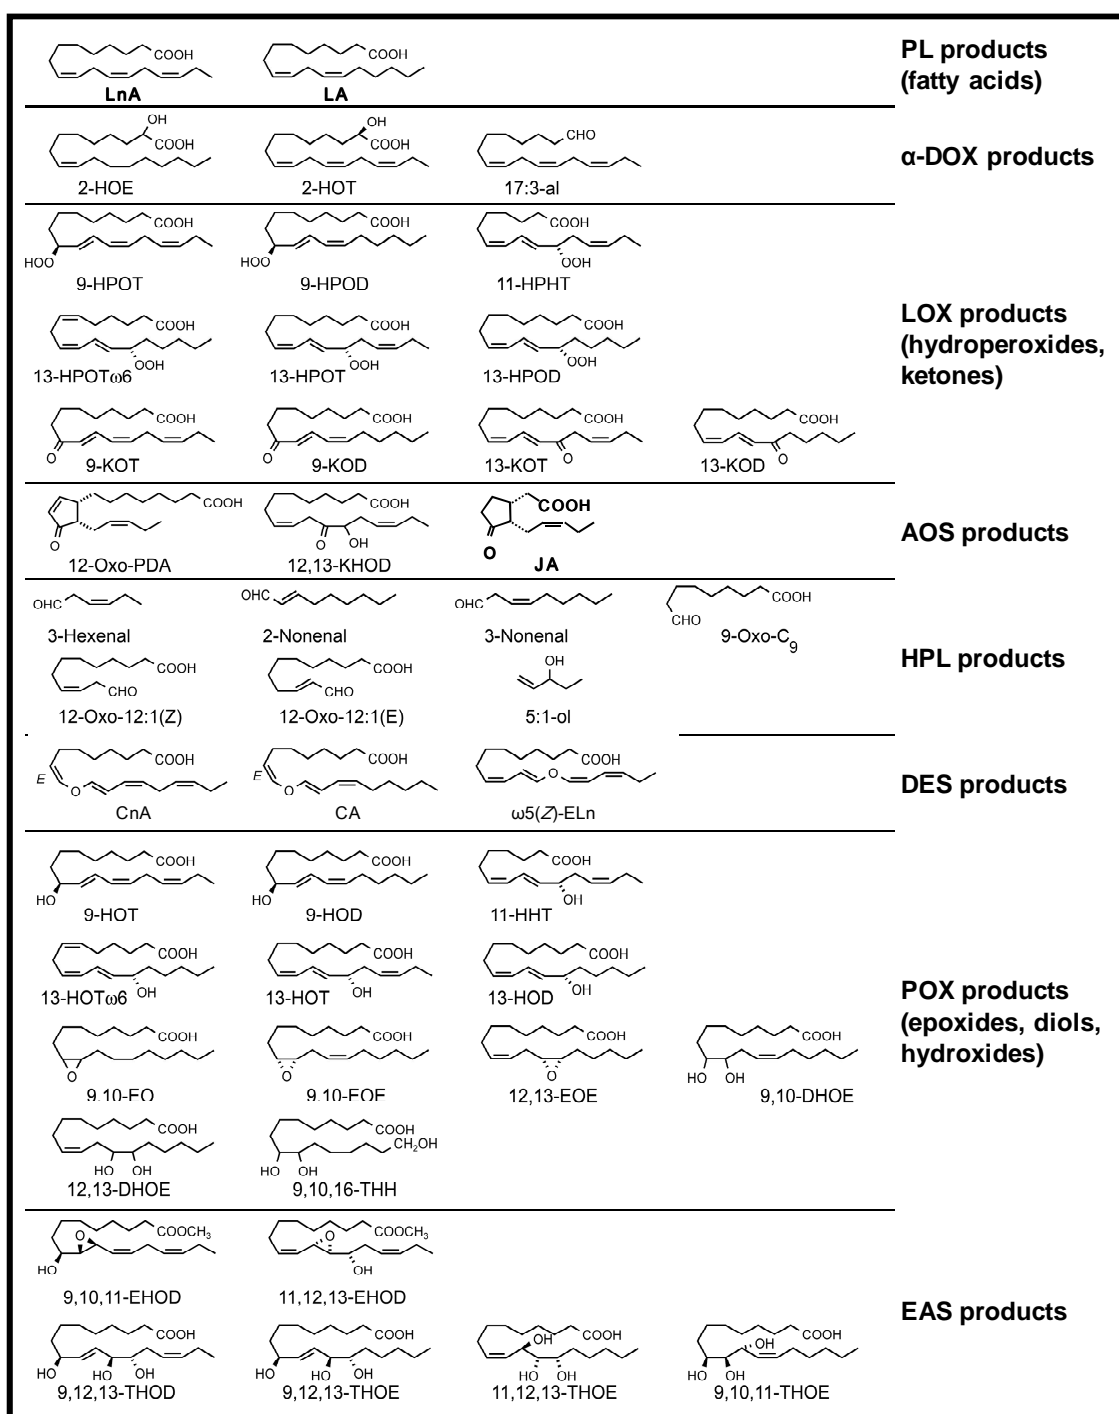 COOH COOH
LnA LA
PL products
(fatty acids)
OH OH CHO
COOH COOH
2-HOE 2-HOT 17:3-al
α-DOX products
COOH COOH COOH
HOO HOO OOH
9-HPOT 9-HPOD 11-HPHT
COOH COOH COOH
OOH OOH OOH
13-HPOTω6 13-HPOT 13-HPOD
LOX products
(hydroperoxides,
ketones)
COOH COOH COOH COOH
O O O O
9-KOT 9-KOD 13-KOT 13-KOD
COOH COOH COOH
O O OH O
12-Oxo-PDA 12,13-KHOD JA
AOS products
OHC OHC OHC COOH
CHO
3-Hexenal 2-Nonenal 3-Nonenal 9-Oxo-C9
COOH COOH OH
CHO CHO
12-Oxo-12:1(Z) 12-Oxo-12:1(E) 5:1-ol
HPL products
COOH COOH COOH
E O E O O
CnA CA ω5(Z)-ELn
DES products
COOH COOH COOH
HO HO OH
9-HOT 9-HOD 11-HHT
COOH COOH COOH
OH OH OH
13-HOTω6 13-HOT 13-HOD
POX products
(epoxides, diols,
hydroxides)
COOH COOH COOH COOH
O O O HO OH
9,10-EO 9,10-EOE 12,13-EOE 9,10-DHOE
COOH COOH
CH2OH
HO OH HO OH
12,13-DHOE 9,10,16-THH
COOCH3 COOCH3
O O
HO OH
9,10,11-EHOD 11,12,13-EHOD
EAS products
COOH COOH COOH COOH
OH OH
HO HO OH HO HO OH HO OH HO HO
9,12,13-THOD 9,12,13-THOE 11,12,13-THOE 9,10,11-THOE